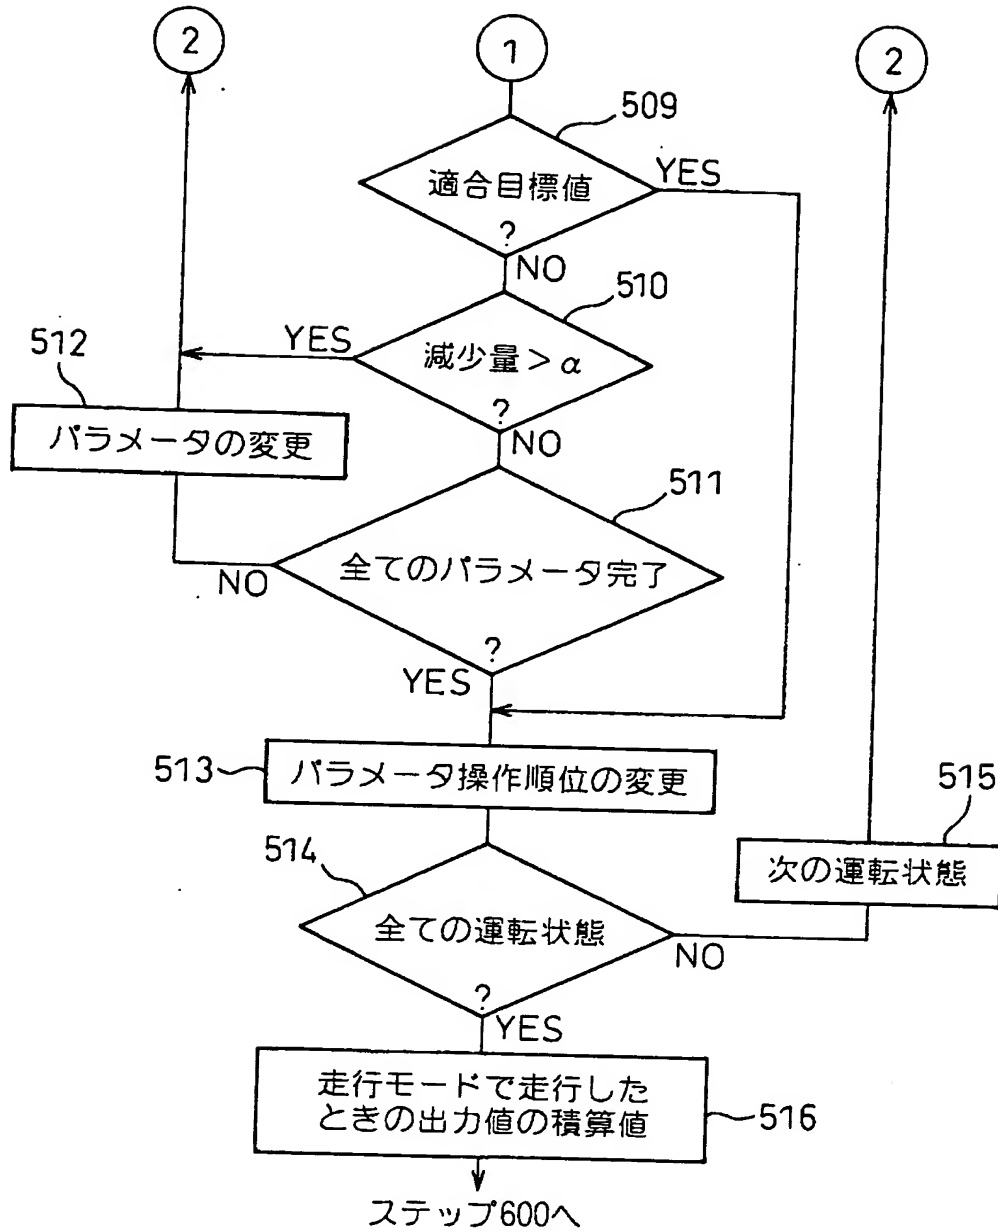 2
1
2
509
適合目標値
?
YES
NO
510
減少量>α
?
YES
NO
512
パラメータの変更
511
全てのパラメータ完了
?
NO
YES
513
パラメータ操作順位の変更
514
全ての運転状態
?
NO
YES
515
次の運転状態
走行モードで走行した
ときの出力値の積算値
516
ステップ600へ